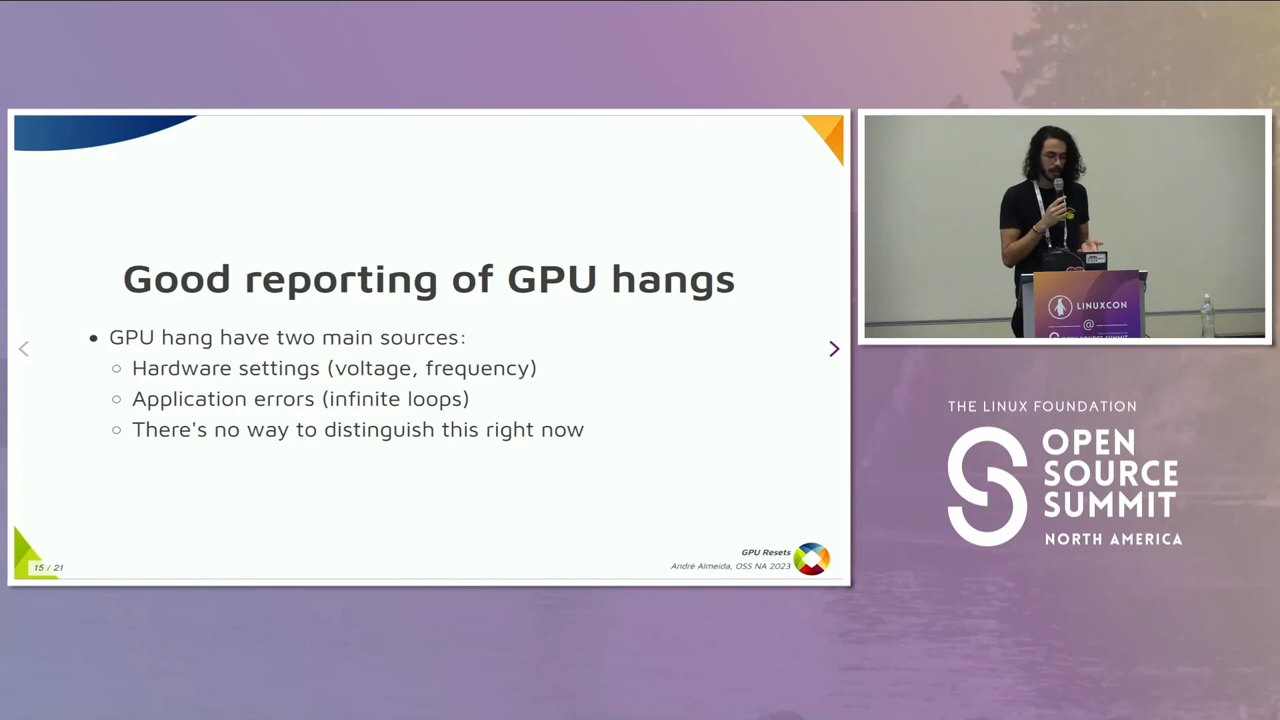 Good reporting of GPU hangs
GPU hang have two main sources:
Hardware settings (voltage, frequency)
Application errors (infinite loops)
There's no way to distinguish this right now
15 / 21
GPU Resets
André Almeida, OSS NA 2023
LINUXCON
@
THE LINUX FOUNDATION
OPEN
SOURCE
SUMMIT
NORTH AMERICA